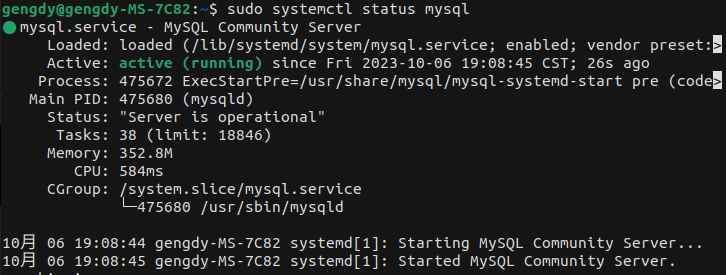 gengdy@gengdy-MS-7C82:~$ sudo systemctl status mysql
● mysql.service - MySQL Community Server
     Loaded: loaded (/lib/systemd/system/mysql.service; enabled; vendor preset:>
     Active: active (running) since Fri 2023-10-06 19:08:45 CST; 26s ago
    Process: 475672 ExecStartPre=/usr/share/mysql/mysql-systemd-start pre (code>
   Main PID: 475680 (mysqld)
     Status: "Server is operational"
      Tasks: 38 (limit: 18846)
     Memory: 352.8M
        CPU: 584ms
     CGroup: /system.slice/mysql.service
             └─475680 /usr/sbin/mysqld
10月 06 19:08:44 gengdy-MS-7C82 systemd[1]: Starting MySQL Community Server...
10月 06 19:08:45 gengdy-MS-7C82 systemd[1]: Started MySQL Community Server.